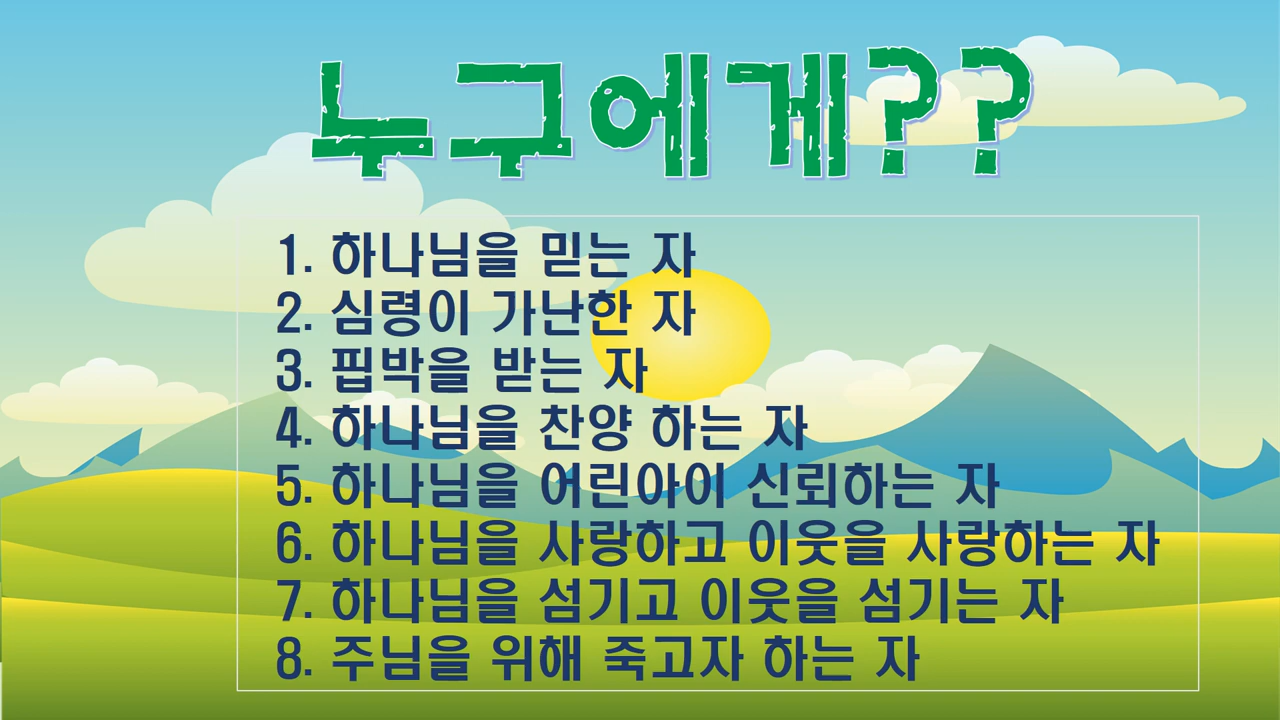 누구에게??
1. 하나님을 믿는 자
2. 심령이 가난한 자
3. 핍박을 받는 자
4. 하나님을 찬양 하는 자
5. 하나님을 어린아이 신뢰하는 자
6. 하나님을 사랑하고 이웃을 사랑하는 자
7. 하나님을 섬기고 이웃을 섬기는 자
8. 주님을 위해 죽고자 하는 자